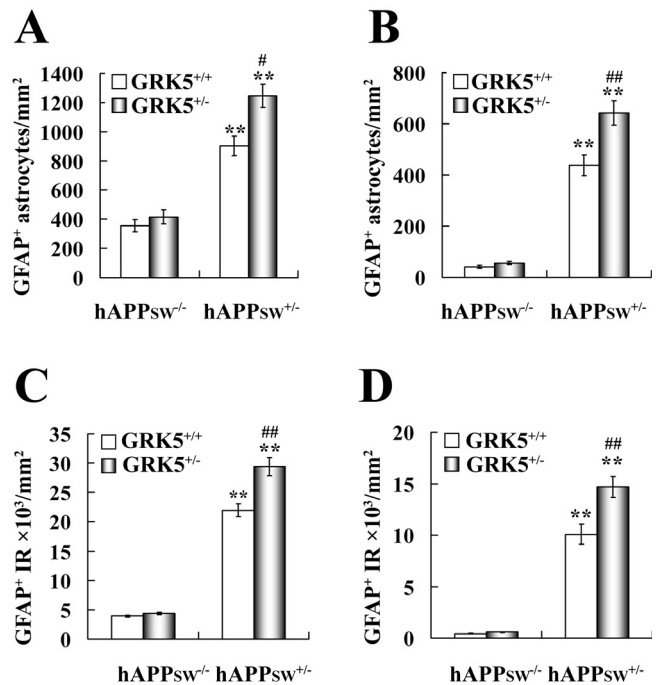 A
GFAP⁺ astrocytes/mm²
1400
1200
1000
800
600
400
200
0
GRK5⁺/⁺
GRK5⁺/⁻
**
#
**
hAPPsw⁻/⁻ hAPPsw⁺/⁻
B
GFAP⁺ astrocytes/mm²
800
600
400
200
0
GRK5⁺/⁺
GRK5⁺/⁻
**
##
**
hAPPsw⁻/⁻ hAPPsw⁺/⁻
C
GFAP⁺ IR ×10³/mm²
35
30
25
20
15
10
5
0
GRK5⁺/⁺
GRK5⁺/⁻
**
##
**
hAPPsw⁻/⁻ hAPPsw⁺/⁻
D
GFAP⁺ IR ×10³/mm²
20
15
10
5
0
GRK5⁺/⁺
GRK5⁺/⁻
**
##
**
hAPPsw⁻/⁻ hAPPsw⁺/⁻